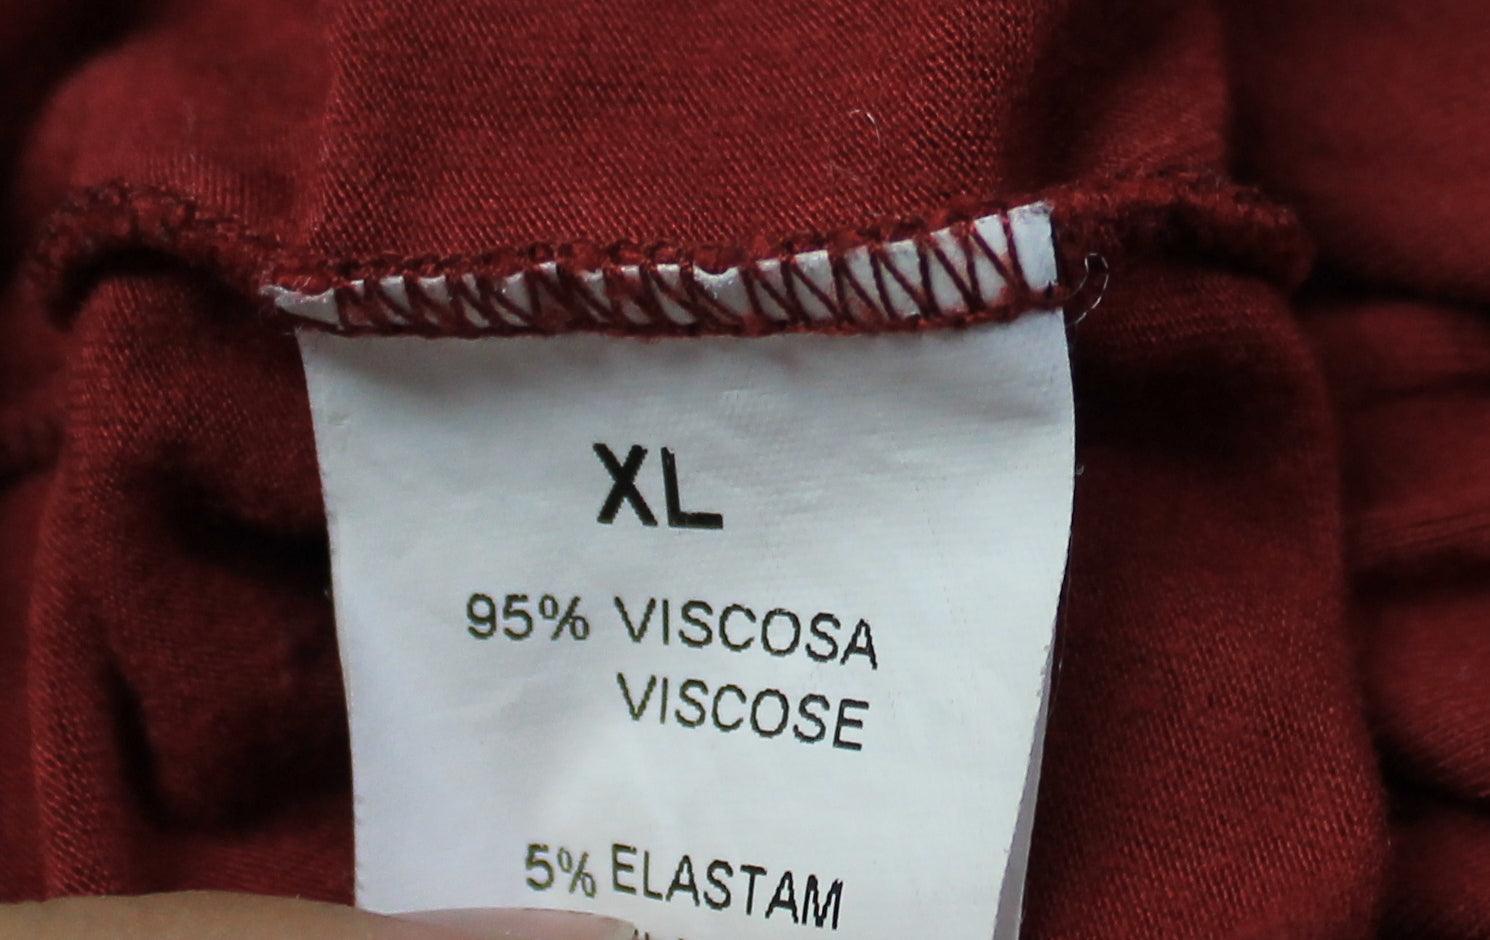 XL
95% VISCOSA
VISCOSE
5% ELASTAM